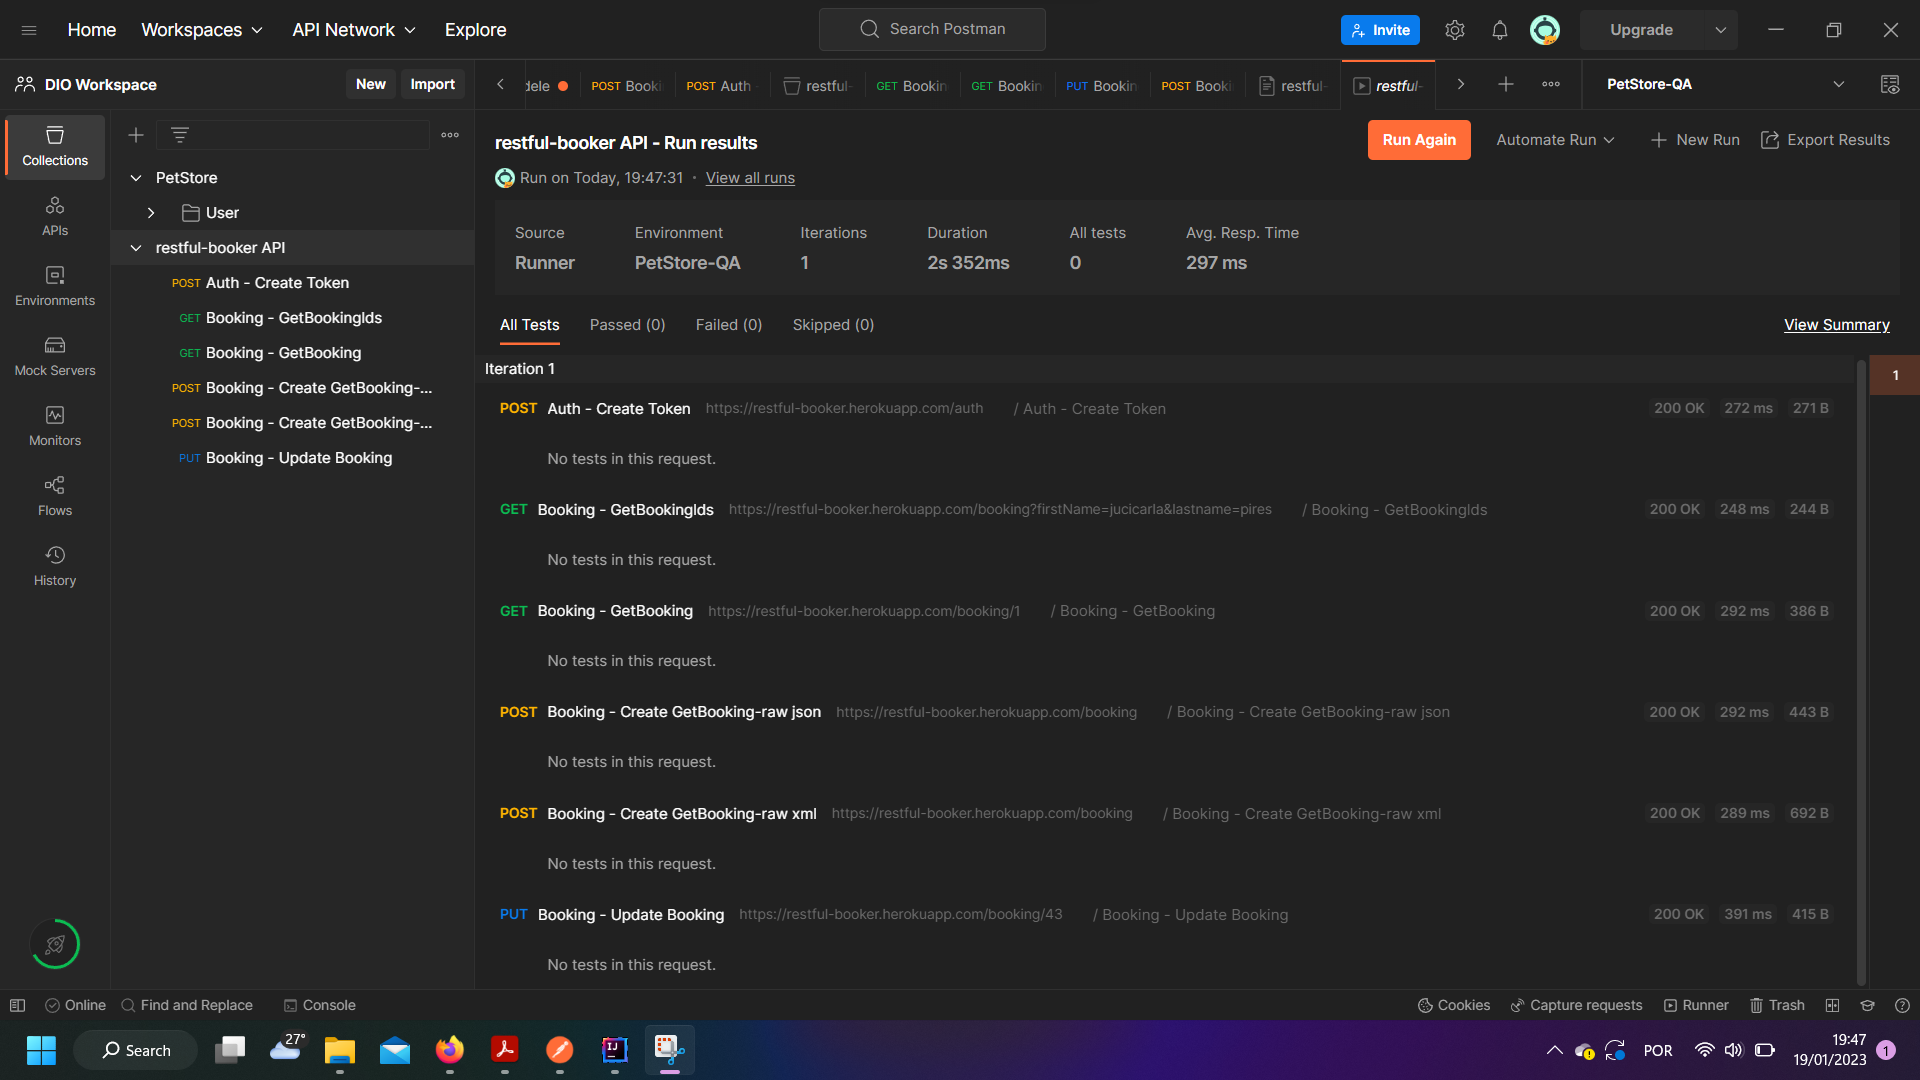 Home Workspaces API Network Explore Search Postman Invite Upgrade
DIO Workspace New Import dele POST Booki POST Auth restful- GET Bookin GET Bookin PUT Bookin POST Booki restful- restful- PetStore-QA
Collections
APIs
Environments
Mock Servers
Monitors
Flows
History
PetStore
User
restful-booker API
POST Auth - Create Token
GET Booking - GetBookingIds
GET Booking - GetBooking
POST Booking - Create GetBooking-...
POST Booking - Create GetBooking-...
PUT Booking - Update Booking
restful-booker API - Run results
Run Again Automate Run New Run Export Results
Run on Today, 19:47:31 · View all runs
Source Environment Iterations Duration All tests Avg. Resp. Time
Runner PetStore-QA 1 2s 352ms 0 297 ms
All Tests Passed (0) Failed (0) Skipped (0) View Summary
Iteration 1
1
POST Auth - Create Token https://restful-booker.herokuapp.com/auth / Auth - Create Token 200 OK 272 ms 271 B
No tests in this request.
GET Booking - GetBookingIds https://restful-booker.herokuapp.com/booking?firstName=jucicarla&lastname=pires / Booking - GetBookingIds 200 OK 248 ms 244 B
No tests in this request.
GET Booking - GetBooking https://restful-booker.herokuapp.com/booking/1 / Booking - GetBooking 200 OK 292 ms 386 B
No tests in this request.
POST Booking - Create GetBooking-raw json https://restful-booker.herokuapp.com/booking / Booking - Create GetBooking-raw json 200 OK 292 ms 443 B
No tests in this request.
POST Booking - Create GetBooking-raw xml https://restful-booker.herokuapp.com/booking / Booking - Create GetBooking-raw xml 200 OK 289 ms 692 B
No tests in this request.
PUT Booking - Update Booking https://restful-booker.herokuapp.com/booking/43 / Booking - Update Booking 200 OK 391 ms 415 B
No tests in this request.
Online Find and Replace Console Cookies Capture requests Runner Trash
Search 27° IJ POR 19:47
19/01/2023 1